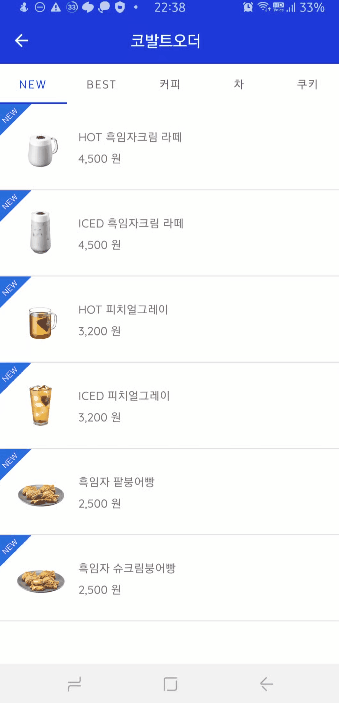 22:38
33%
코발트오더
NEW
BEST
커피
차
쿠키
NEW
HOT 흑임자크림 라떼
4,500 원
NEW
ICED 흑임자크림 라떼
4,500 원
NEW
HOT 피치얼그레이
3,200 원
NEW
ICED 피치얼그레이
3,200 원
NEW
흑임자 팥붕어빵
2,500 원
NEW
흑임자 슈크림붕어빵
2,500 원